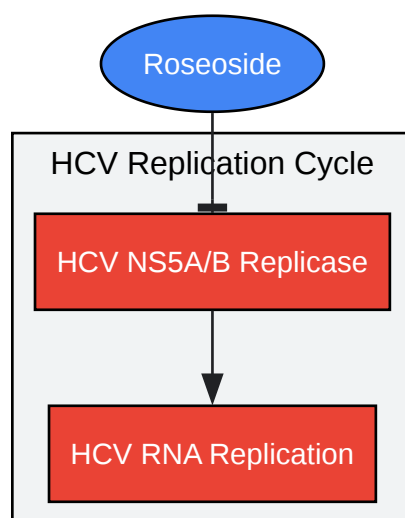 Roseoside
HCV Replication Cycle
HCV NS5A/B Replicase
HCV RNA Replication